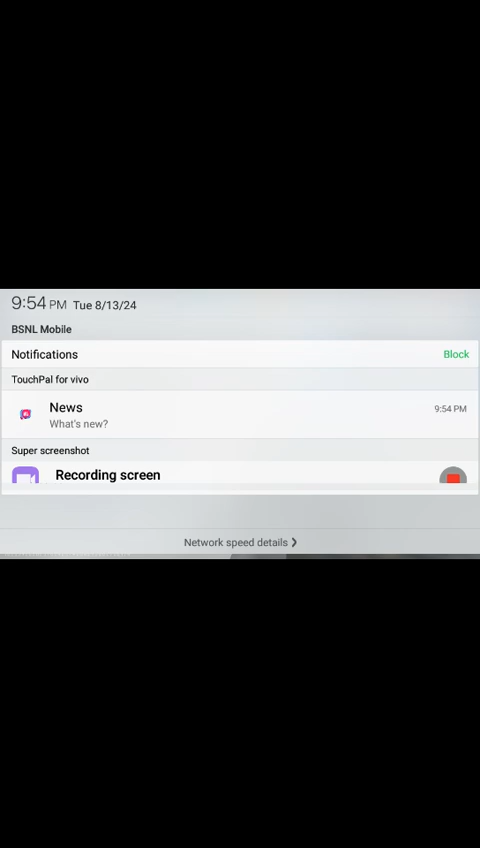 9:54 PM Tue 8/13/24
BSNL Mobile
Notifications Block
TouchPal for vivo
News 9:54 PM
What's new?
Super screenshot
Recording screen
Network speed details ❯